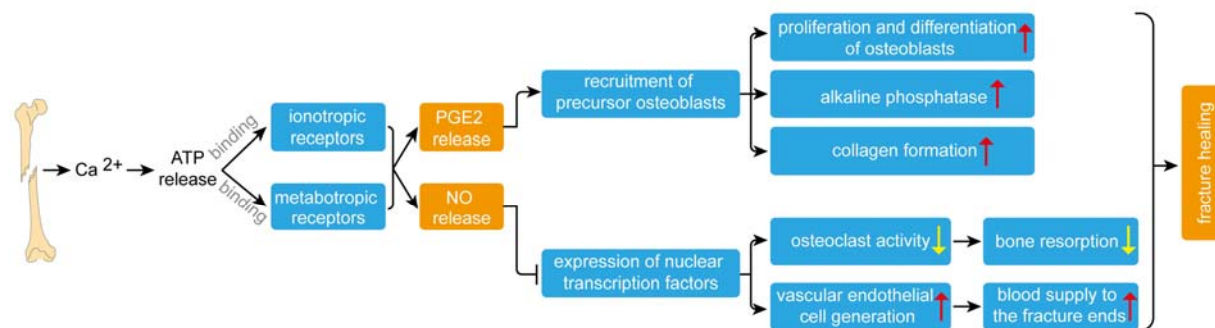 Ca 2+
ATP
release
binding
binding
ionotropic
receptors
metabotropic
receptors
PGE2
release
NO
release
recruitment of
precursor osteoblasts
expression of nuclear
transcription factors
proliferation and differentiation
of osteoblasts
alkaline phosphatase
collagen formation
osteoclast activity
bone resorption
vascular endothelial
cell generation
blood supply to
the fracture ends
fracture healing